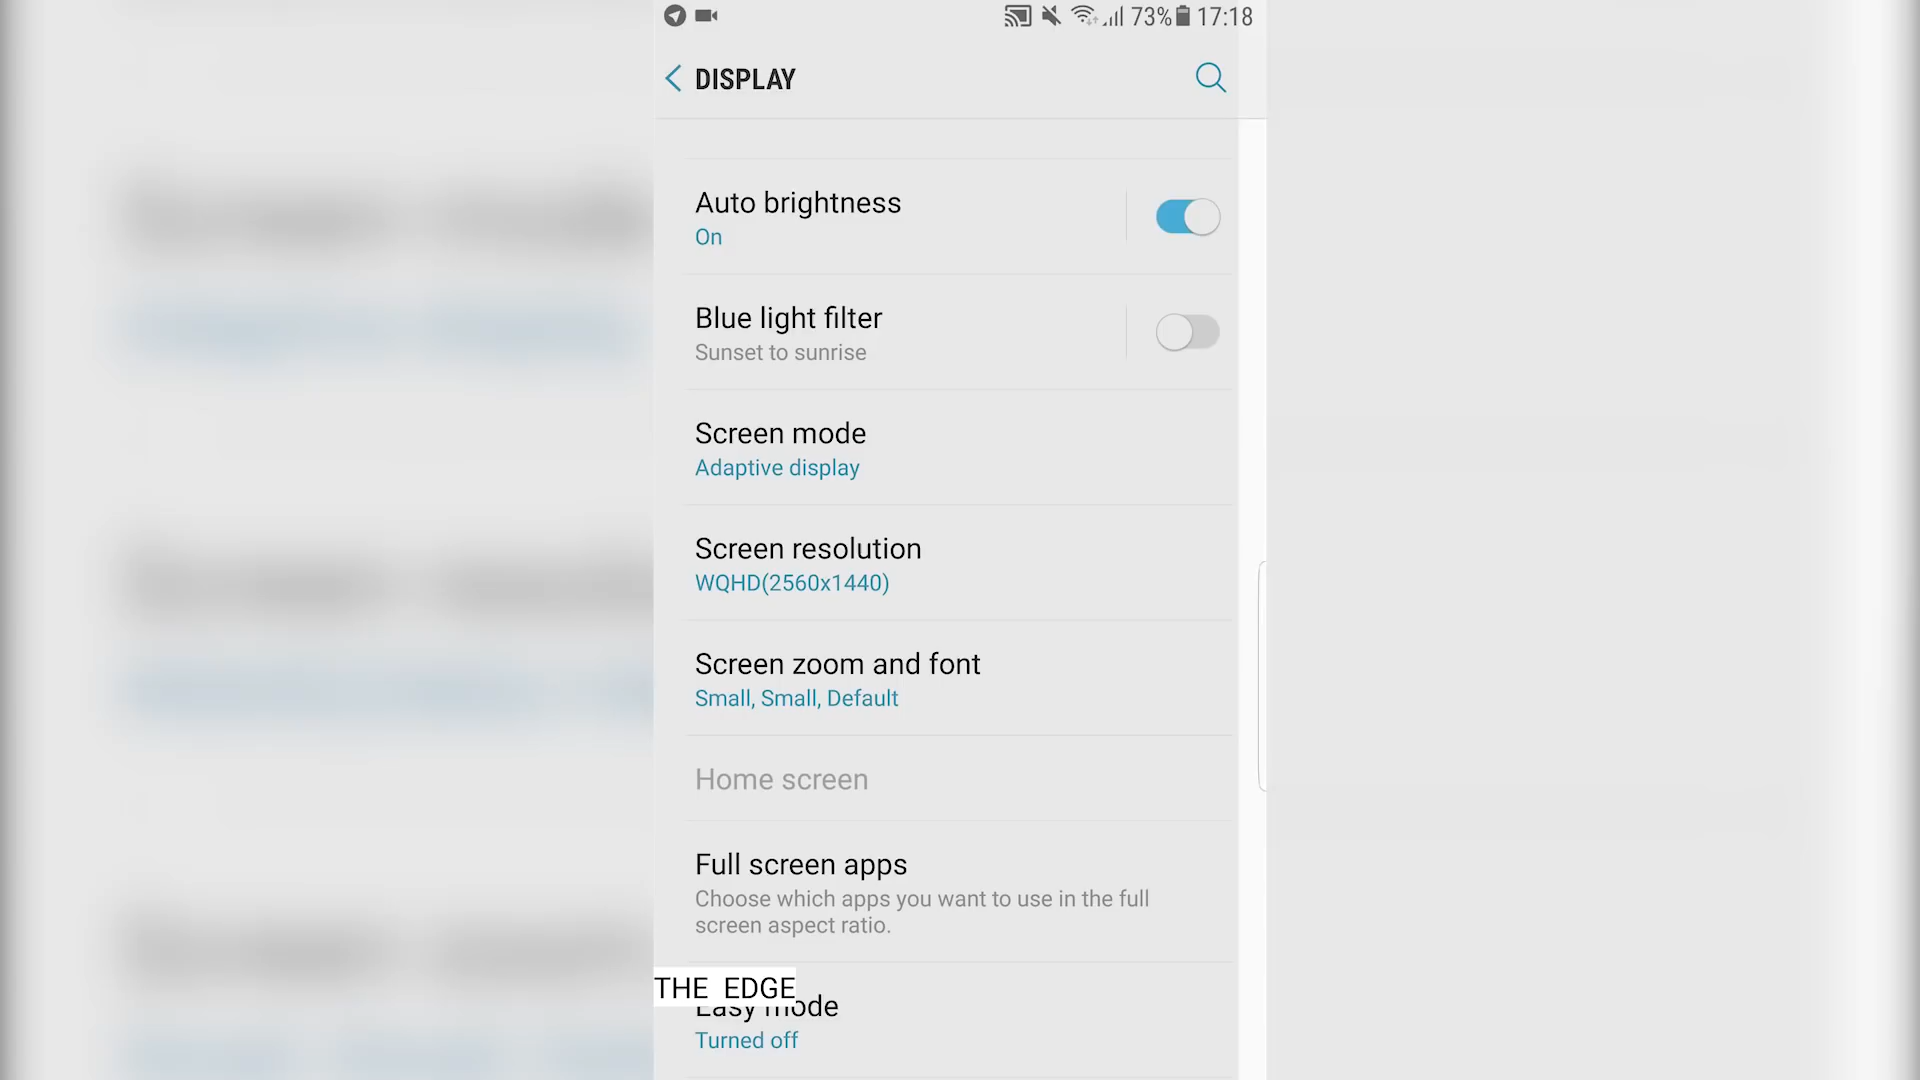 73% 17:18
DISPLAY
Auto brightness
On
Blue light filter
Sunset to sunrise
Screen mode
Adaptive display
Screen resolution
WQHD(2560x1440)
Screen zoom and font
Small, Small, Default
Home screen
Full screen apps
Choose which apps you want to use in the full
screen aspect ratio.
THE EDGE
Easy mode
Turned off